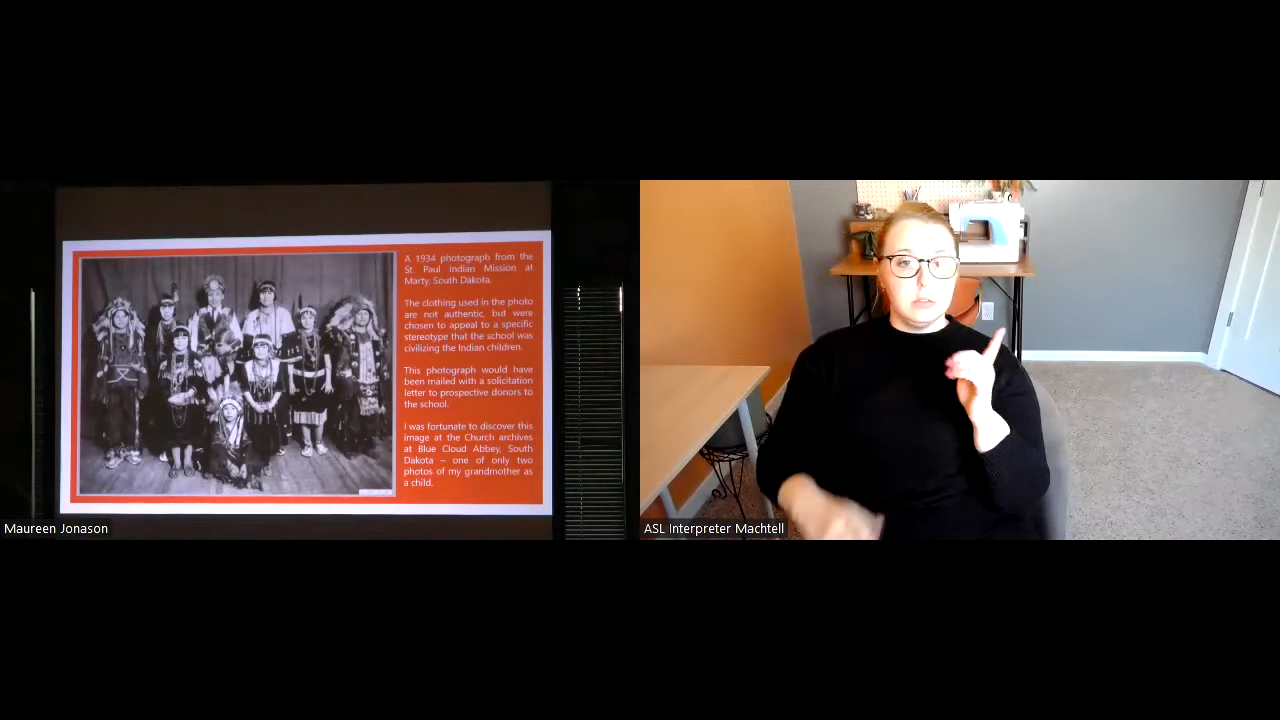 A 1934 photograph from the
St. Paul Indian Mission at
Marty, South Dakota.
The clothing used in the photo
are not authentic, but were
chosen to appeal to a specific
stereotype that the school was
civilizing the Indian children.
This photograph would have
been mailed with a solicitation
letter to prospective donors to
the school.
I was fortunate to discover this
image at the Church archives
at Blue Cloud Abbey, South
Dakota – one of only two
photos of my grandmother as
a child.
Maureen Jonason
ASL Interpreter Machtell